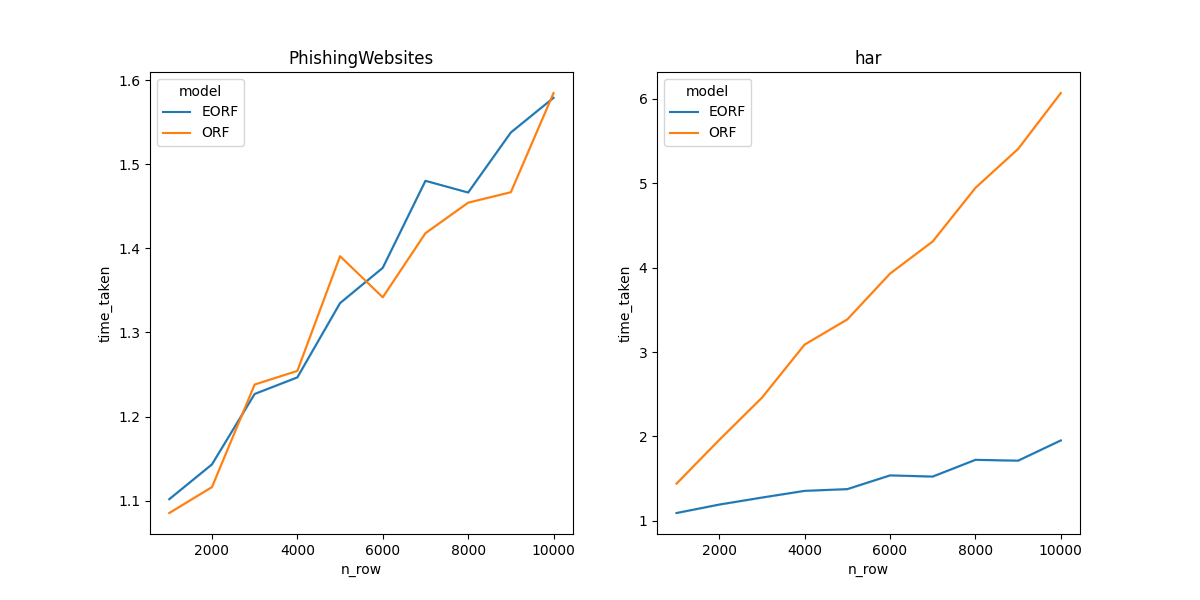 PhishingWebsites
model
EORF
ORF
time_taken
1.6
1.5
1.4
1.3
1.2
1.1
2000 4000 6000 8000 10000
n_row
har
model
EORF
ORF
time_taken
6
5
4
3
2
1
2000 4000 6000 8000 10000
n_row